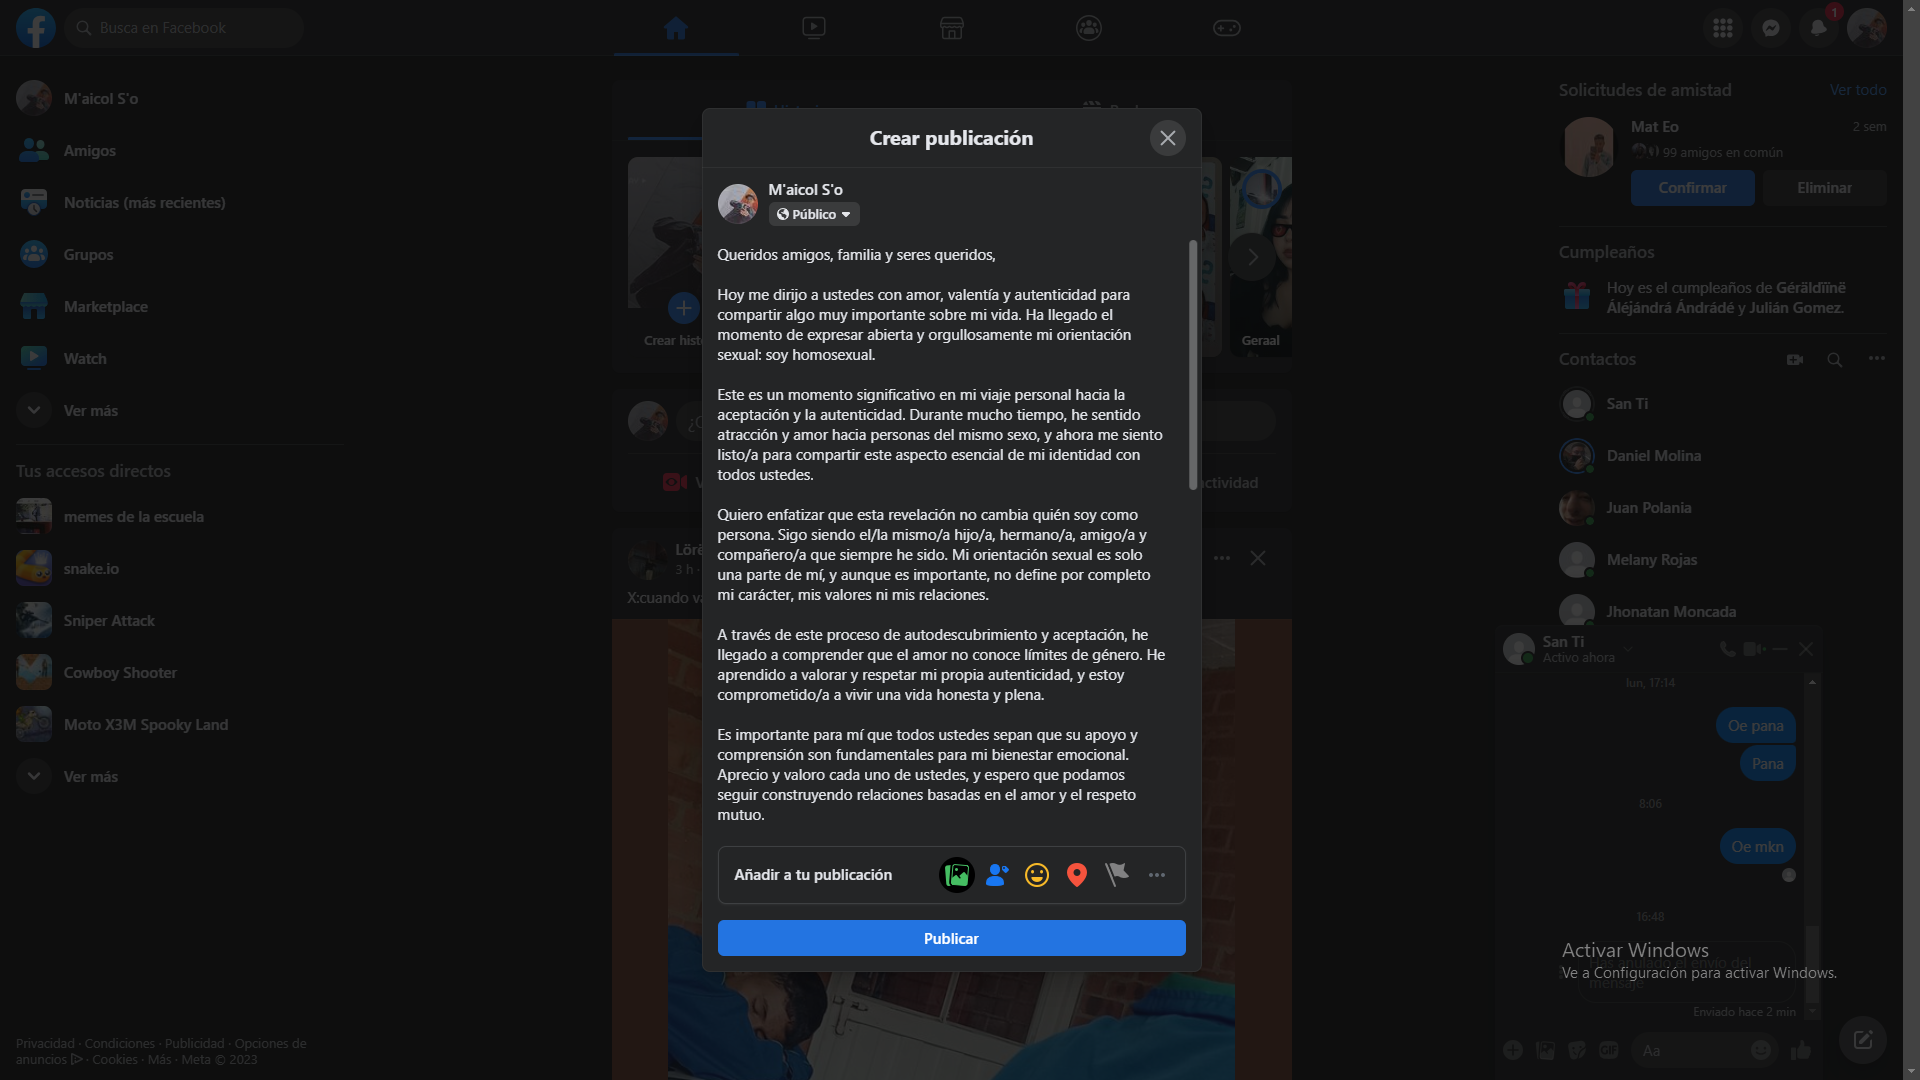 Busca en Facebook
1
M'aicol S'o
Amigos
Noticias (más recientes)
Grupos
Marketplace
Watch
Ver más
Tus accesos directos
memes de la escuela
snake.io
Sniper Attack
Cowboy Shooter
Moto X3M Spooky Land
Ver más
Privacidad · Condiciones · Publicidad · Opciones de
anuncios · Cookies · Más · Meta © 2023
Crear publicación
M'aicol S'o
Público
Queridos amigos, familia y seres queridos,
Hoy me dirijo a ustedes con amor, valentía y autenticidad para
compartir algo muy importante sobre mi vida. Ha llegado el
momento de expresar abierta y orgullosamente mi orientación
sexual: soy homosexual.
Este es un momento significativo en mi viaje personal hacia la
aceptación y la autenticidad. Durante mucho tiempo, he sentido
atracción y amor hacia personas del mismo sexo, y ahora me siento
listo/a para compartir este aspecto esencial de mi identidad con
todos ustedes.
Quiero enfatizar que esta revelación no cambia quién soy como
persona. Sigo siendo el/la mismo/a hijo/a, hermano/a, amigo/a y
compañero/a que siempre he sido. Mi orientación sexual es solo
una parte de mí, y aunque es importante, no define por completo
mi carácter, mis valores ni mis relaciones.
A través de este proceso de autodescubrimiento y aceptación, he
llegado a comprender que el amor no conoce límites de género. He
aprendido a valorar y respetar mi propia autenticidad, y estoy
comprometido/a a vivir una vida honesta y plena.
Es importante para mí que todos ustedes sepan que su apoyo y
comprensión son fundamentales para mi bienestar emocional.
Aprecio y valoro cada uno de ustedes, y espero que podamos
seguir construyendo relaciones basadas en el amor y el respeto
mutuo.
Añadir a tu publicación
Publicar
Crear hist
Geraal
ctividad
3 h ·
X:cuando va
Solicitudes de amistad
Ver todo
Mat Eo
2 sem
99 amigos en común
Confirmar
Eliminar
Cumpleaños
Hoy es el cumpleaños de Gëräldïïnë
Áléjándrá Ándrádé y Julián Gomez.
Contactos
San Ti
Daniel Molina
Juan Polania
Melany Rojas
Jhonatan Moncada
San Ti
Activo ahora
lun, 17:14
Oe pana
Pana
8:06
Oe mkn
16:48
Has anulado el envío del
mensaje
Enviado hace 2 min
Activar Windows
Ve a Configuración para activar Windows.
GIF
Aa